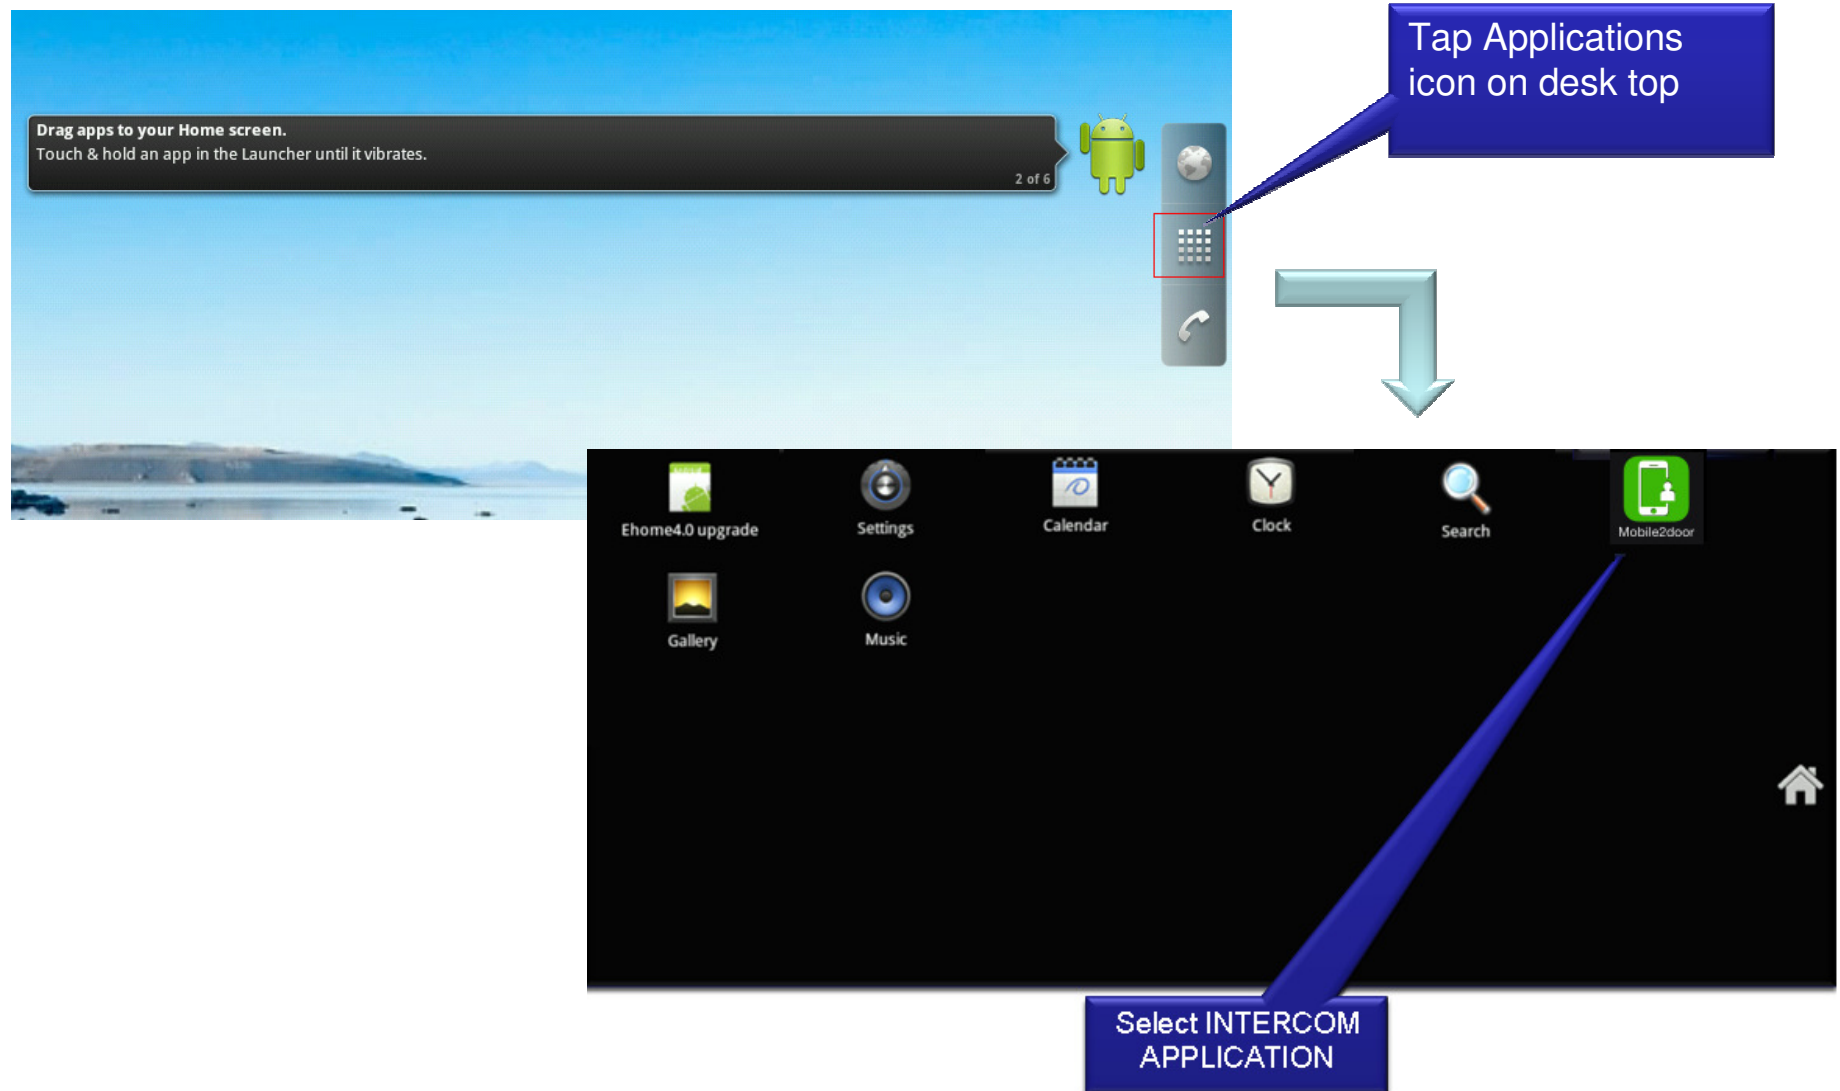 Tap Applications
icon on desk top
Drag apps to your Home screen.
Touch & hold an app in the Launcher until it vibrates.
2 of 6
Ehome4.0 upgrade
Settings
Calendar
Clock
Search
Mobile2door
Gallery
Music
Select INTERCOM
APPLICATION